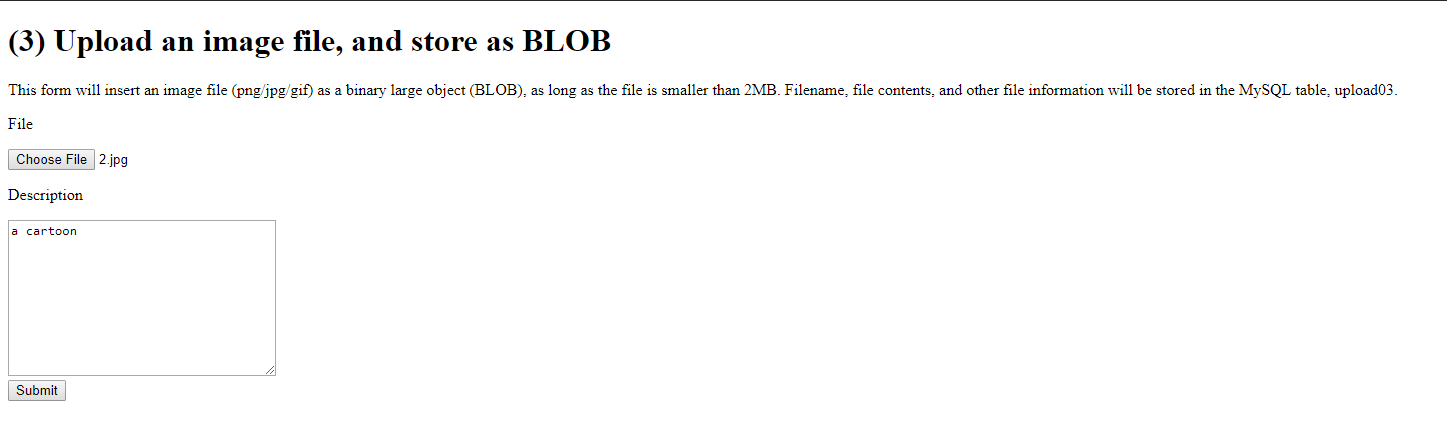 (3) Upload an image file, and store as BLOB
This form will insert an image file (png/jpg/gif) as a binary large object (BLOB), as long as the file is smaller than 2MB. Filename, file contents, and other file information will be stored in the MySQL table, upload03.
File
Choose File 2.jpg
Description
a cartoon
Submit